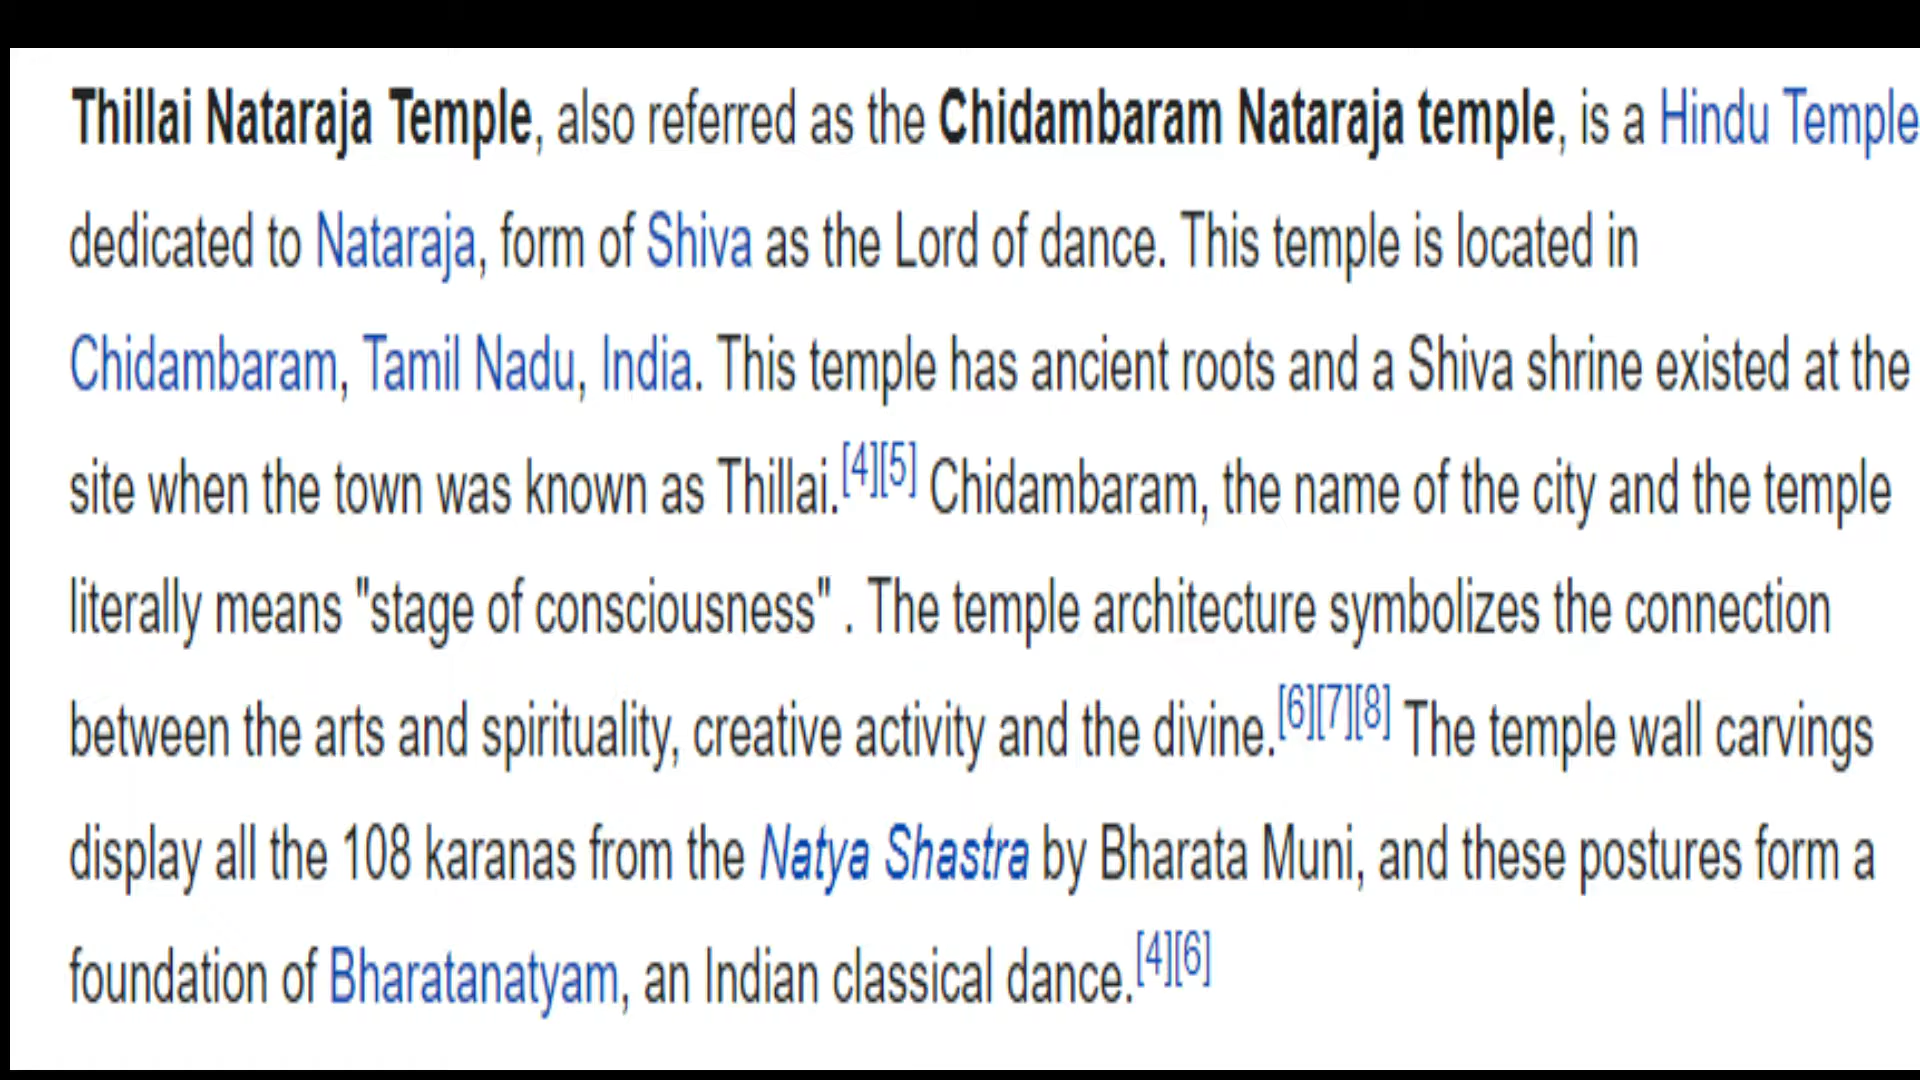 Thillai Nataraja Temple, also referred as the Chidambaram Nataraja temple, is a Hindu Temple
dedicated to Nataraja, form of Shiva as the Lord of dance. This temple is located in
Chidambaram, Tamil Nadu, India. This temple has ancient roots and a Shiva shrine existed at the
site when the town was known as Thillai.[4][5] Chidambaram, the name of the city and the temple
literally means "stage of consciousness" . The temple architecture symbolizes the connection
between the arts and spirituality, creative activity and the divine.[6][7][8] The temple wall carvings
display all the 108 karanas from the Natya Shastra by Bharata Muni, and these postures form a
foundation of Bharatanatyam, an Indian classical dance.[4][6]